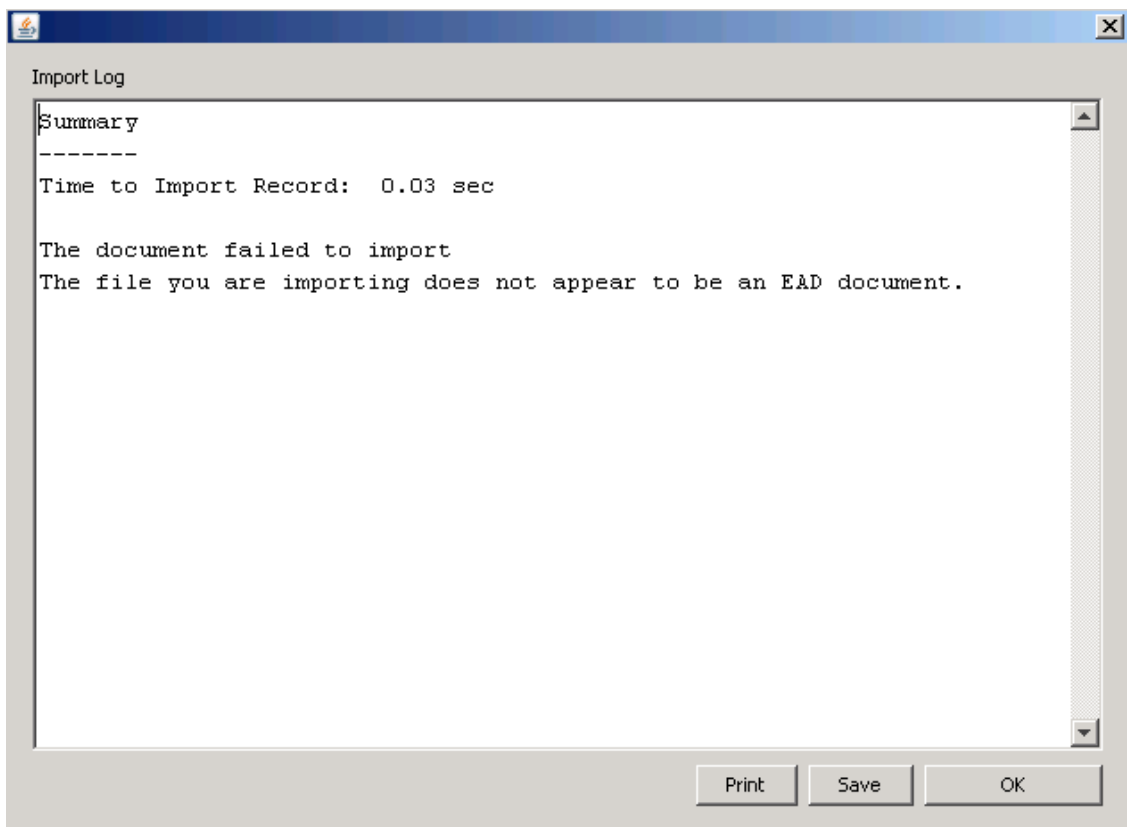 Import Log
Summary
-------
Time to Import Record:  0.03 sec
The document failed to import
The file you are importing does not appear to be an EAD document.
Print Save OK